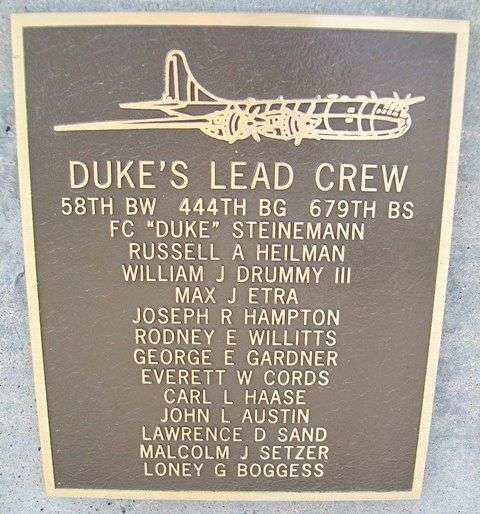 DUKE'S LEAD CREW
58TH BW 444TH BG 679TH BS
FC "DUKE" STEINEMANN
RUSSELL A HEILMAN
WILLIAM J DRUMMY III
MAX J ETRA
JOSEPH R HAMPTON
RODNEY E WILLITTS
GEORGE E GARDNER
EVERETT W CORDS
CARL L HAASE
JOHN L AUSTIN
LAWRENCE D SAND
MALCOLM J SETZER
LONEY G BOGGESS